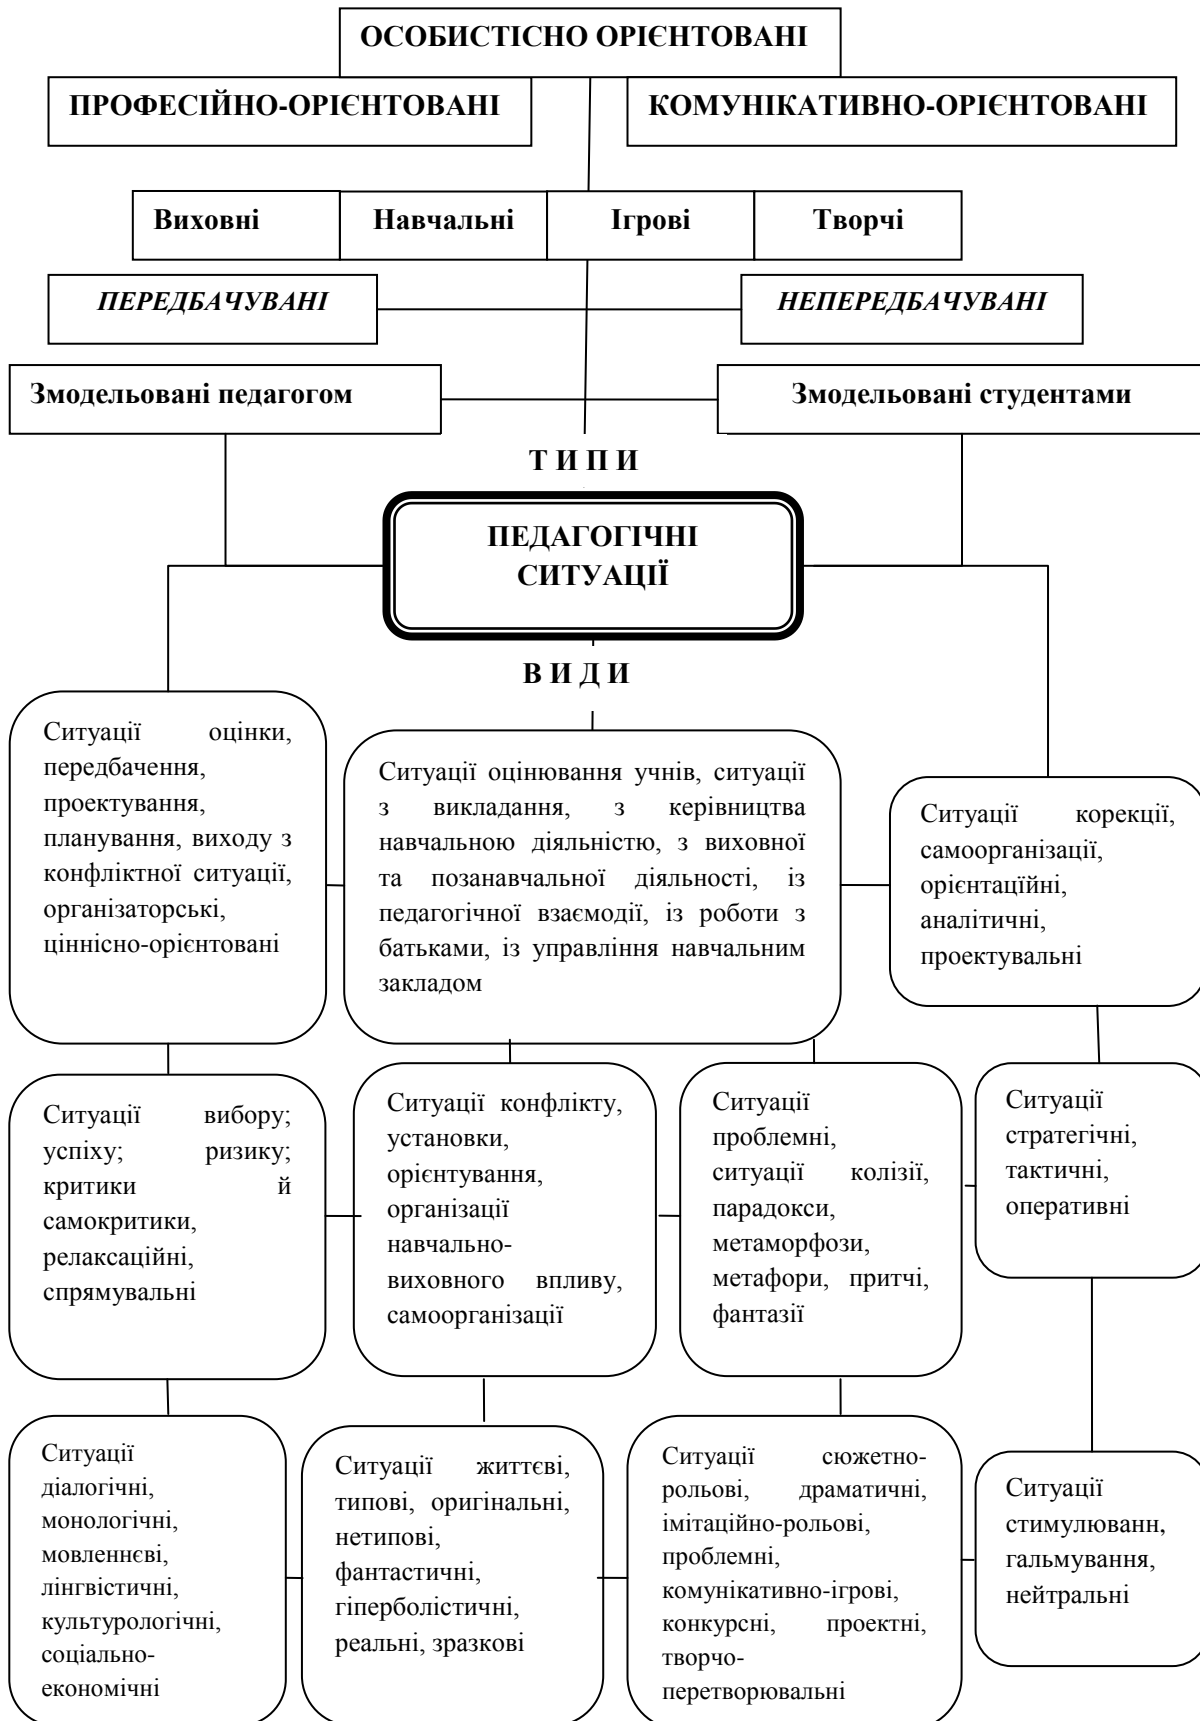 ОСОБИСТІСНО ОРІЄНТОВАНІ
ПРОФЕСІЙНО-ОРІЄНТОВАНІ
КОМУНІКАТИВНО-ОРІЄНТОВАНІ
Виховні
Навчальні
Ігрові
Творчі
ПЕРЕДБАЧУВАНІ
НЕПЕРЕДБАЧУВАНІ
Змодельовані педагогом
Змодельовані студентами
Т И П И
ПЕДАГОГІЧНІ
СИТУАЦІЇ
В И Д И
Ситуації оцінки,
передбачення,
проектування,
планування, виходу з
конфліктної ситуації,
організаторські,
ціннісно-орієнтовані
Ситуації оцінювання учнів, ситуації
з викладання, з керівництва
навчальною діяльністю, з виховної
та позанавчальної діяльності, із
педагогічної взаємодії, із роботи з
батьками, із управління навчальним
закладом
Ситуації корекції,
самоорганізації,
орієнтаційні,
аналітичні,
проектувальні
Ситуації вибору;
успіху; ризику;
критики й
самокритики,
релаксаційні,
спрямувальні
Ситуації конфлікту,
установки,
орієнтування,
організації
навчально-
виховного впливу,
самоорганізації
Ситуації
проблемні,
ситуації колізії,
парадокси,
метаморфози,
метафори, притчі,
фантазії
Ситуації
стратегічні,
тактичні,
оперативні
Ситуації
діалогічні,
монологічні,
мовленнєві,
лінгвістичні,
культурологічні,
соціально-
економічні
Ситуації життєві,
типові, оригінальні,
нетипові,
фантастичні,
гіперболістичні,
реальні, зразкові
Ситуації сюжетно-
рольові, драматичні,
імітаційно-рольові,
проблемні,
комунікативно-ігрові,
конкурсні, проектні,
творчо-
перетворювальні
Ситуації
стимулюванн,
гальмування,
нейтральні